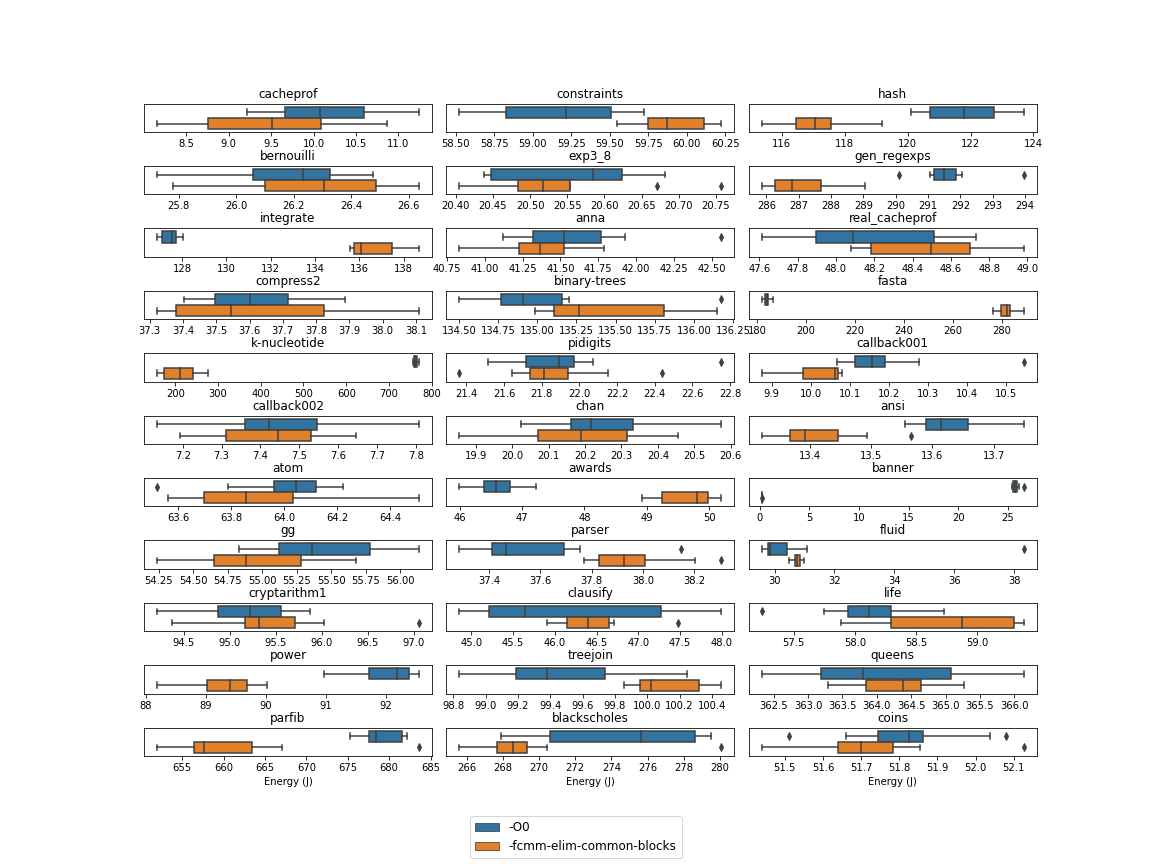 cacheprof constraints hash
8.5 9.0 9.5 10.0 10.5 11.0 58.50 58.75 59.00 59.25 59.50 59.75 60.00 60.25 116 118 120 122 124
bernouilli exp3_8 gen_regexps
25.8 26.0 26.2 26.4 26.6 20.40 20.45 20.50 20.55 20.60 20.65 20.70 20.75 286 287 288 289 290 291 292 293 294
integrate anna real_cacheprof
128 130 132 134 136 138 40.75 41.00 41.25 41.50 41.75 42.00 42.25 42.50 47.6 47.8 48.0 48.2 48.4 48.6 48.8 49.0
compress2 binary-trees fasta
37.3 37.4 37.5 37.6 37.7 37.8 37.9 38.0 38.1 134.50 134.75 135.00 135.25 135.50 135.75 136.00 136.25 180 200 220 240 260 280
k-nucleotide pidigits callback001
200 300 400 500 600 700 800 21.4 21.6 21.8 22.0 22.2 22.4 22.6 22.8 9.9 10.0 10.1 10.2 10.3 10.4 10.5
callback002 chan ansi
7.2 7.3 7.4 7.5 7.6 7.7 7.8 19.9 20.0 20.1 20.2 20.3 20.4 20.5 20.6 13.4 13.5 13.6 13.7
atom awards banner
63.6 63.8 64.0 64.2 64.4 46 47 48 49 50 0 5 10 15 20 25
gg parser fluid
54.25 54.50 54.75 55.00 55.25 55.50 55.75 56.00 37.4 37.6 37.8 38.0 38.2 30 32 34 36 38
cryptarithm1 clausify life
94.5 95.0 95.5 96.0 96.5 97.0 45.0 45.5 46.0 46.5 47.0 47.5 48.0 57.5 58.0 58.5 59.0
power treejoin queens
88 89 90 91 92 98.8 99.0 99.2 99.4 99.6 99.8 100.0 100.2 100.4 362.5 363.0 363.5 364.0 364.5 365.0 365.5 366.0
parfib blackscholes coins
655 660 665 670 675 680 685 266 268 270 272 274 276 278 280 51.5 51.6 51.7 51.8 51.9 52.0 52.1
Energy (J) Energy (J) Energy (J)
-O0
-fcmm-elim-common-blocks